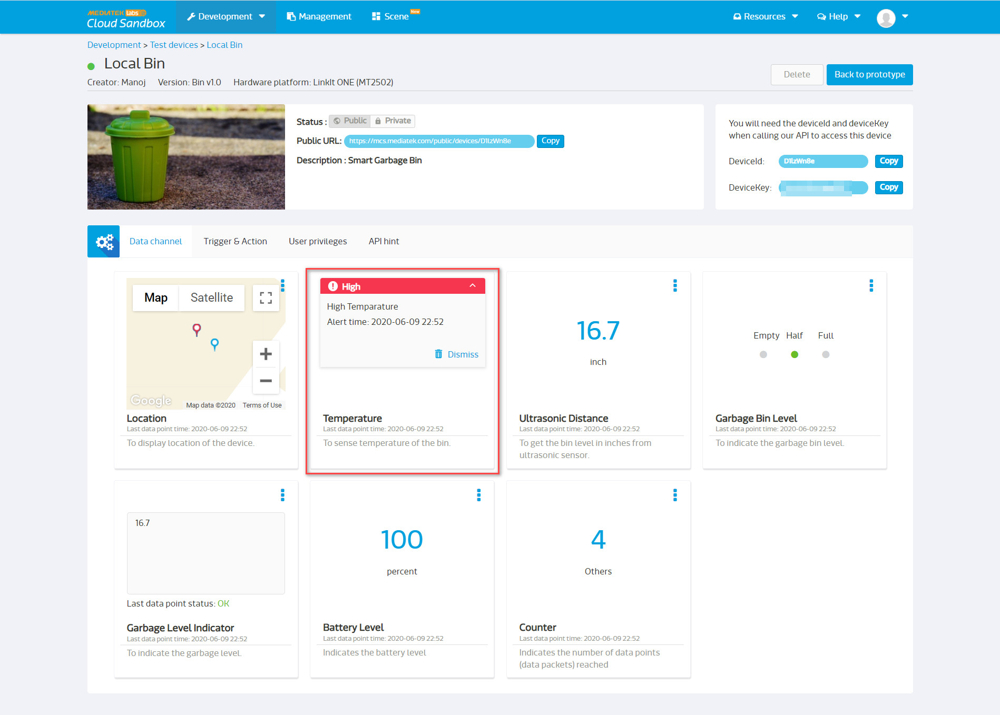 MEDIATEK labs
Cloud Sandbox
Development
Management
Scene
New
Resources
Help
Development > Test devices > Local Bin
Local Bin
Creator: Manoj Version: Bin v1.0 Hardware platform: LinkIt ONE (MT2502)
Delete
Back to prototype
Status : Public Private
Public URL: https://mcs.mediatek.com/public/devices/D1lzWn8e Copy
Description : Smart Garbage Bin
You will need the deviceId and deviceKey
when calling our API to access this device
DeviceId: D1lzWn8e Copy
DeviceKey: Copy
Data channel
Trigger & Action
User privileges
API hint
Map Satellite
Google
Map data ©2020 Terms of Use
Location
Last data point time: 2020-06-09 22:52
To display location of the device.
High
High Temparature
Alert time: 2020-06-09 22:52
Dismiss
Temperature
Last data point time: 2020-06-09 22:52
To sense temperature of the bin.
16.7
inch
Ultrasonic Distance
Last data point time: 2020-06-09 22:52
To get the bin level in inches from
ultrasonic sensor.
Empty Half Full
Garbage Bin Level
Last data point time: 2020-06-09 22:52
To indicate the garbage bin level.
16.7
Last data point status: OK
Garbage Level Indicator
Last data point time: 2020-06-09 22:52
To indicate the garbage level.
100
percent
Battery Level
Last data point time: 2020-06-09 22:52
Indicates the battery level
4
Others
Counter
Last data point time: 2020-06-09 22:52
Indicates the number of data points
(data packets) reached